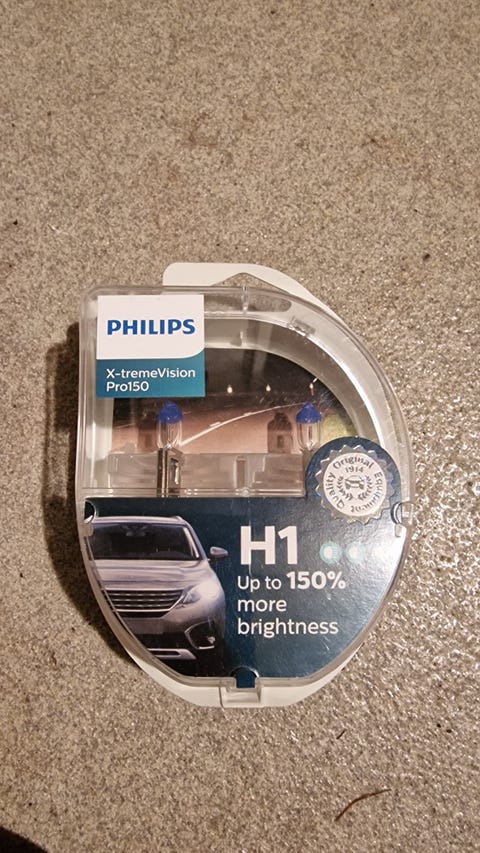 PHILIPS
X-tremeVision
Pro150
Quality Original Equipment
1914
H1
Up to 150%
more
brightness